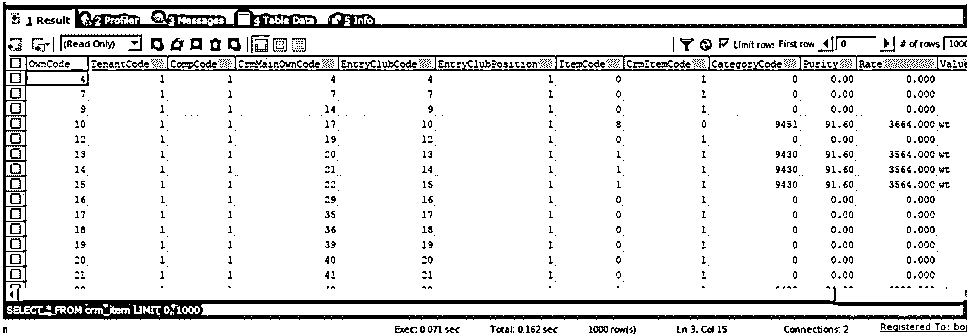 1 Result 2 Profiler 3 Messages 4 Table Data 5 Info
(Read Only) Limit rows First row 0 # of rows 1000
OwnCode TenantCode CompCode CrmMainOwnCode EntryClubCode EntryClubPosition ItemCode CrmItemCode CategoryCode Purity Rate Value
4 1 1 4 4 1 0 1 0 0.00 0.000
7 1 1 7 7 1 0 1 0 0.00 0.000
9 1 1 14 9 1 0 1 0 0.00 0.000
10 1 1 17 10 1 8 0 9451 91.60 3664.000 wt
12 1 1 19 12 1 0 1 0 0.00 0.000
13 1 1 20 13 1 1 1 9430 91.60 3564.000 wt
14 1 1 21 14 1 1 1 9430 91.60 3564.000 wt
15 1 1 22 15 1 1 1 9430 91.60 3564.000 wt
16 1 1 29 16 1 0 1 0 0.00 0.000
17 1 1 35 17 1 0 1 0 0.00 0.000
18 1 1 36 18 1 0 1 0 0.00 0.000
19 1 1 39 19 1 0 1 0 0.00 0.000
20 1 1 40 20 1 0 1 0 0.00 0.000
21 1 1 41 21 1 0 1 0 0.00 0.000
SELECT * FROM crm_item LIMIT 0, 1000
Exec: 0.071 sec Total: 0.162 sec 1000 row(s) Ln 3, Col 15 Connections: 2 Registered To: bo